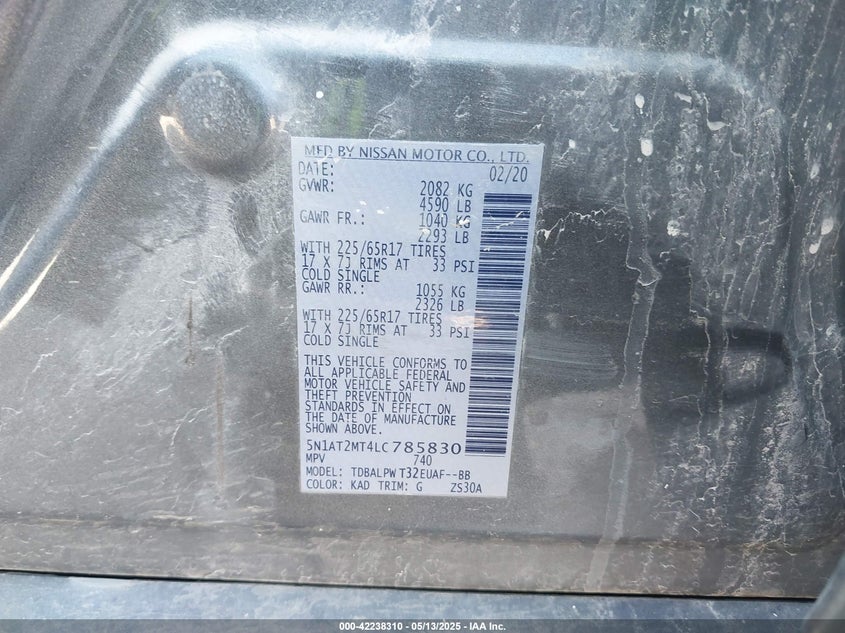 MFD BY NISSAN MOTOR CO., LTD.
DATE: 02/20
GVWR: 2082 KG
4590 LB
GAWR FR.: 1040 KG
2293 LB
WITH 225/65R17 TIRES
17 X 7J RIMS AT 33 PSI
COLD SINGLE
GAWR RR.: 1055 KG
2326 LB
WITH 225/65R17 TIRES
17 X 7J RIMS AT 33 PSI
COLD SINGLE
THIS VEHICLE CONFORMS TO
ALL APPLICABLE FEDERAL
MOTOR VEHICLE SAFETY AND
THEFT PREVENTION
STANDARDS IN EFFECT ON
THE DATE OF MANUFACTURE
SHOWN ABOVE.
5N1AT2MT4LC785830
MPV 740
MODEL: TDBALPW T32EUAF--BB
COLOR: KAD TRIM: G ZS30A
000-42238310 — 05/13/2025 — IAA Inc.